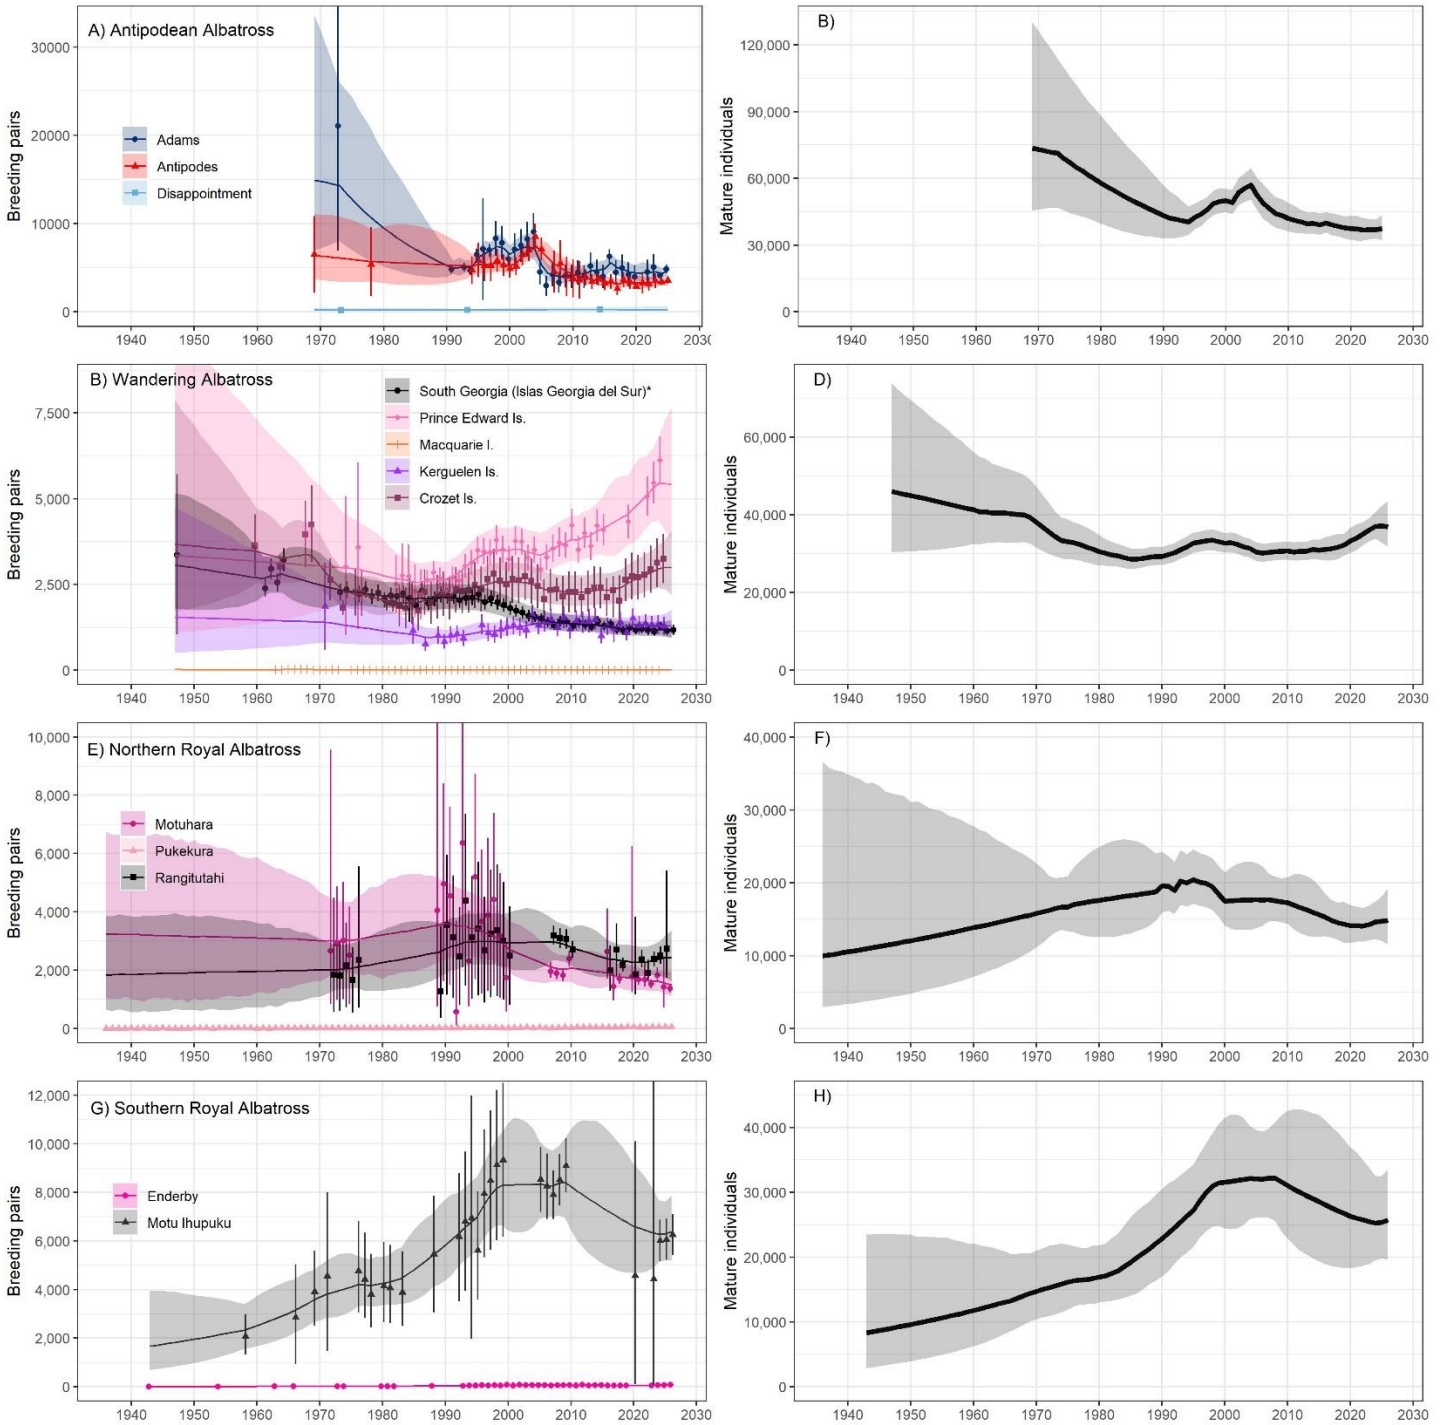 A) Antipodean Albatross
Breeding pairs
30000
20000
10000
0
Adams
Antipodes
Disappointment
1940 1950 1960 1970 1980 1990 2000 2010 2020 2030
B)
Mature individuals
120,000
90,000
60,000
30,000
0
1940 1950 1960 1970 1980 1990 2000 2010 2020 2030
B) Wandering Albatross
Breeding pairs
7,500
5,000
2,500
0
South Georgia (Islas Georgia del Sur)*
Prince Edward Is.
Macquarie I.
Kerguelen Is.
Crozet Is.
1940 1950 1960 1970 1980 1990 2000 2010 2020 2030
D)
Mature individuals
60,000
40,000
20,000
0
1940 1950 1960 1970 1980 1990 2000 2010 2020 2030
E) Northern Royal Albatross
Breeding pairs
10,000
8,000
6,000
4,000
2,000
0
Motuhara
Pukekura
Rangitutahi
1940 1950 1960 1970 1980 1990 2000 2010 2020 2030
F)
Mature individuals
40,000
30,000
20,000
10,000
0
1940 1950 1960 1970 1980 1990 2000 2010 2020 2030
G) Southern Royal Albatross
Breeding pairs
12,000
10,000
8,000
6,000
4,000
2,000
0
Enderby
Motu Ihupuku
1940 1950 1960 1970 1980 1990 2000 2010 2020 2030
H)
Mature individuals
40,000
30,000
20,000
10,000
0
1940 1950 1960 1970 1980 1990 2000 2010 2020 2030